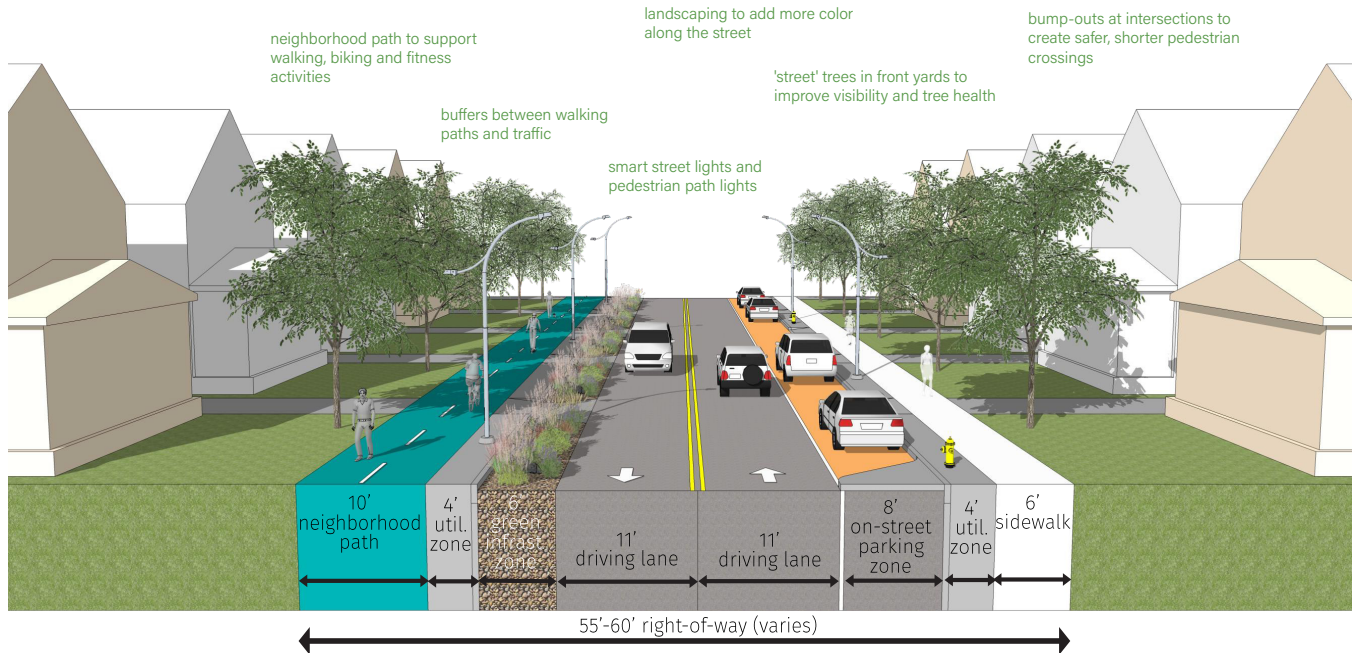 landscaping to add more color
along the street
bump-outs at intersections to
create safer, shorter pedestrian
crossings
neighborhood path to support
walking, biking and fitness
activities
'street' trees in front yards to
improve visibility and tree health
buffers between walking
paths and traffic
smart street lights and
pedestrian path lights
10’
neighborhood
path
4’
util.
zone
6’
green
infrast.
zone
11’
driving lane
11’
driving lane
8’
on-street
parking
zone
4’
util.
zone
6’
sidewalk
55’-60’ right-of-way (varies)